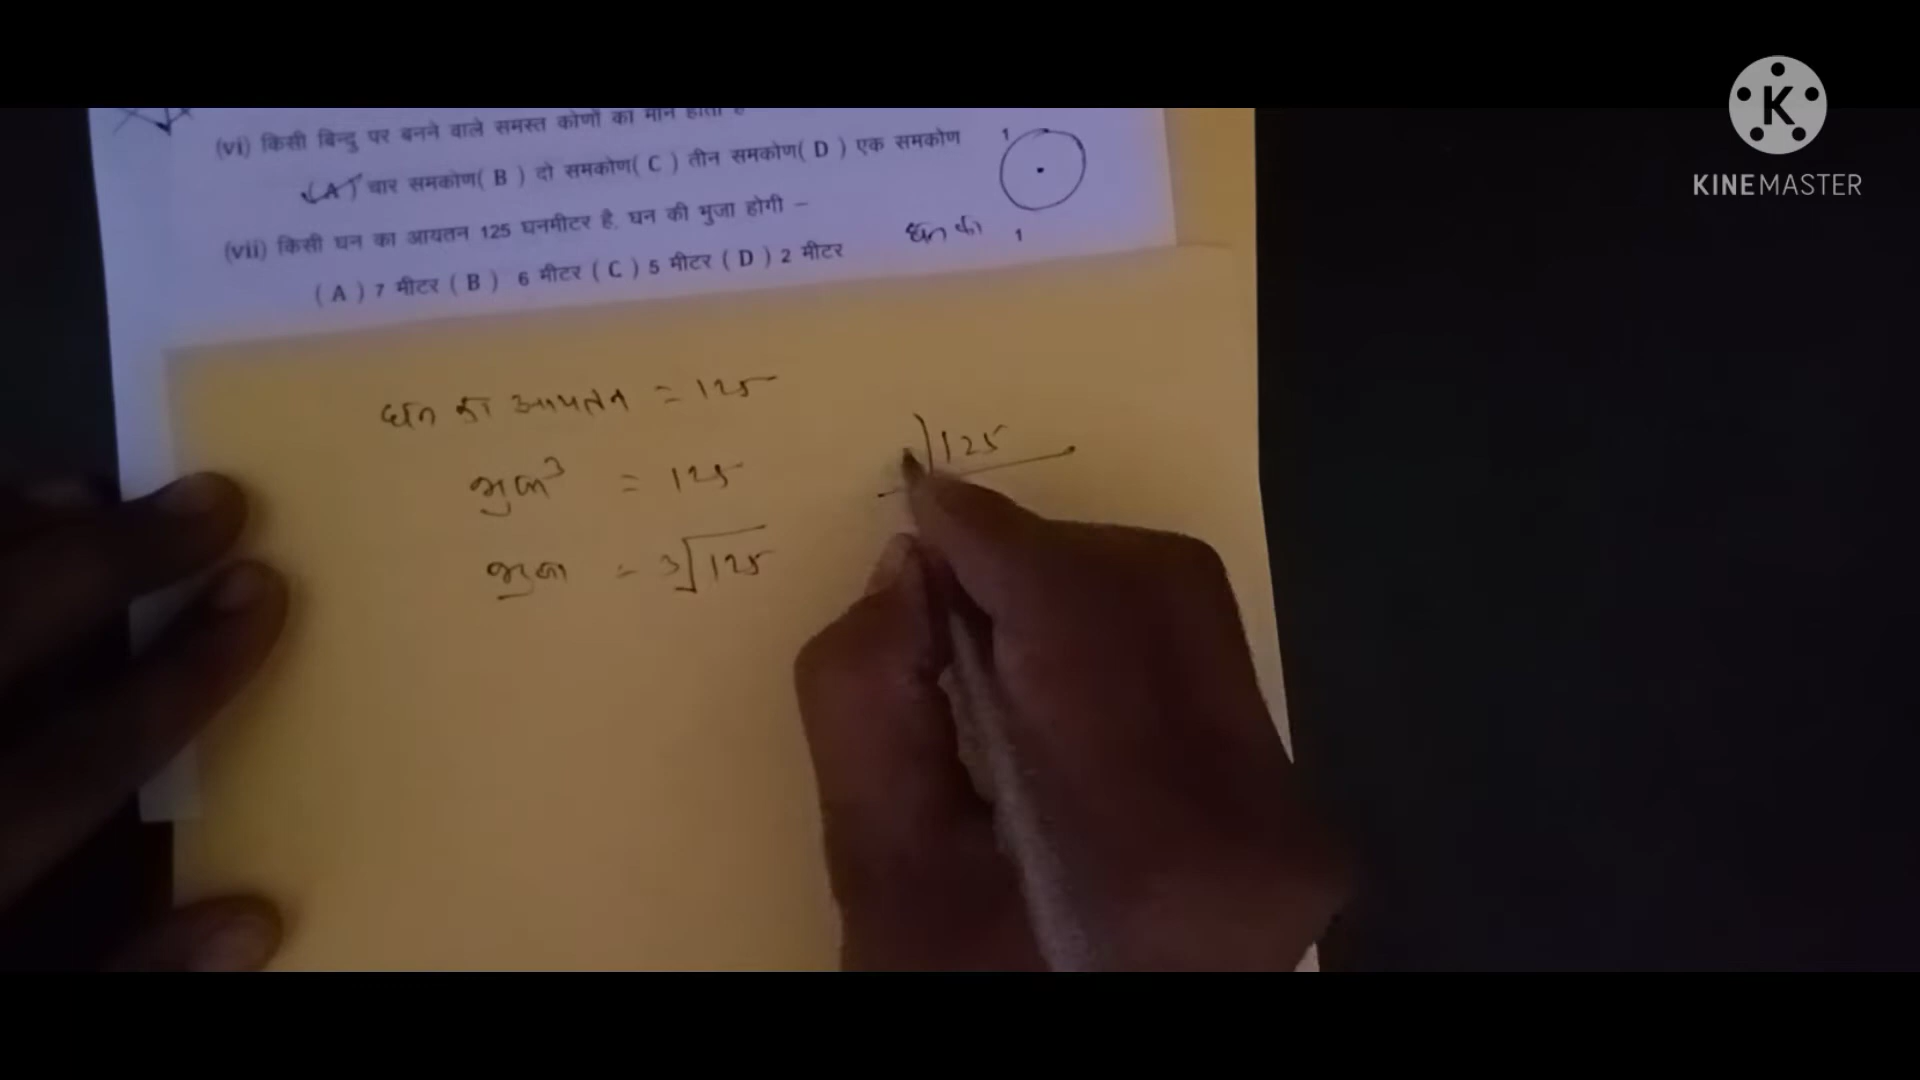 (vi) किसी बिन्दु पर बनने वाले समस्त कोणों का मान होता है
(A) चार समकोण( B ) दो समकोण( C ) तीन समकोण( D ) एक समकोण
(vii) किसी घन का आयतन 125 घनमीटर है. घन की भुजा होगी –
( A ) 7 मीटर ( B ) 6 मीटर ( C ) 5 मीटर ( D ) 2 मीटर
1
घन का
1
घन का आयतन = 125
भुजा³ = 125
भुजा = ³√125
125
K
KINEMASTER